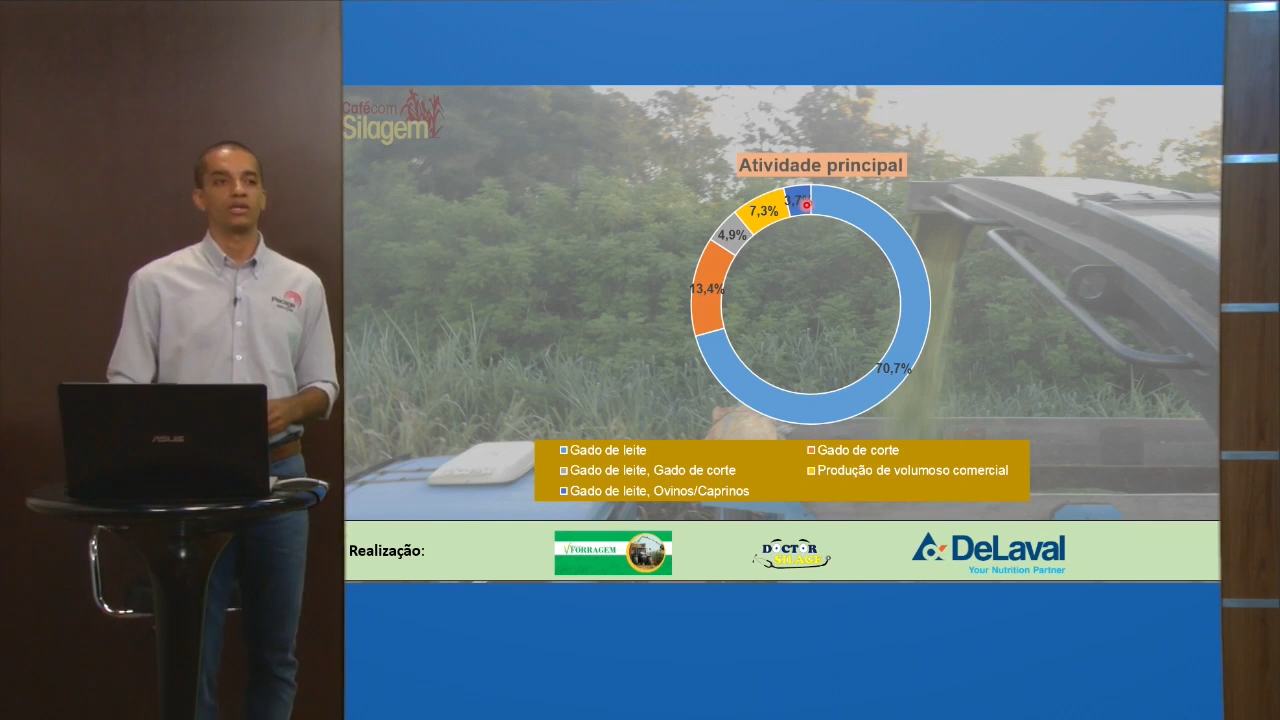 Cafécom
Silagem
Atividade principal
3,7%
7,3%
4,9%
13,4%
70,7%
Gado de leite
Gado de corte
Gado de leite, Gado de corte
Produção de volumoso comercial
Gado de leite, Ovinos/Caprinos
ASUS
Realização:
FORRAGEM
DOCTOR
SILAGE
DeLaval
Your Nutrition Partner